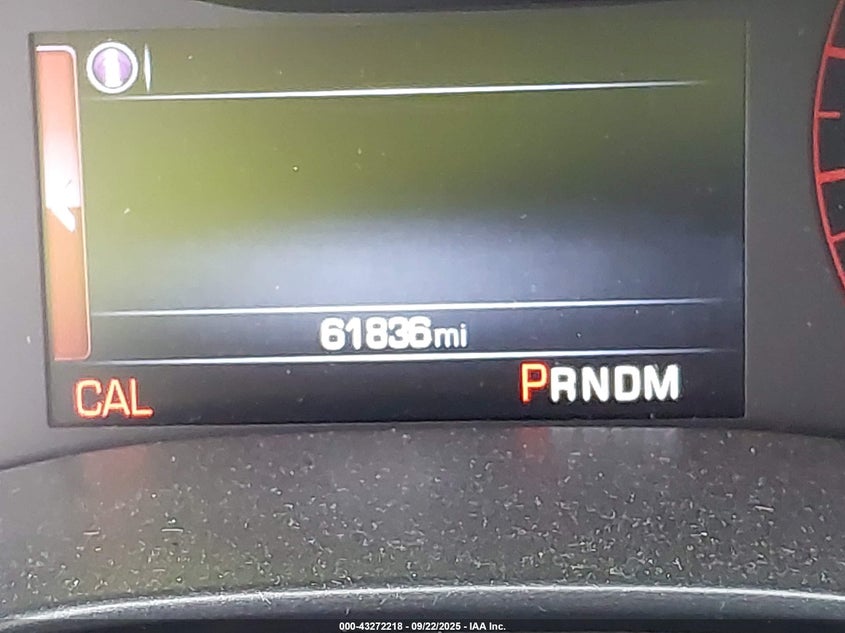 61836mi
CAL PRNDM
000-43272218 - 09/22/2025 - IAA Inc.